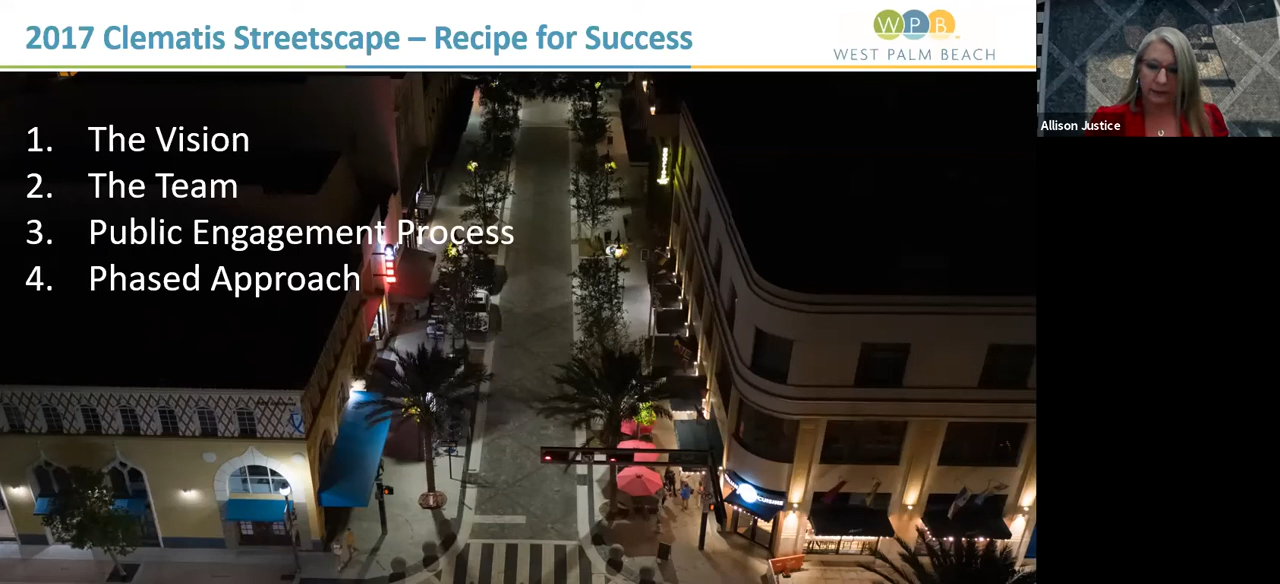 2017 Clematis Streetscape – Recipe for Success
WPB
WEST PALM BEACH
1. The Vision
2. The Team
3. Public Engagement Process
4. Phased Approach
Allison Justice
CUISINE